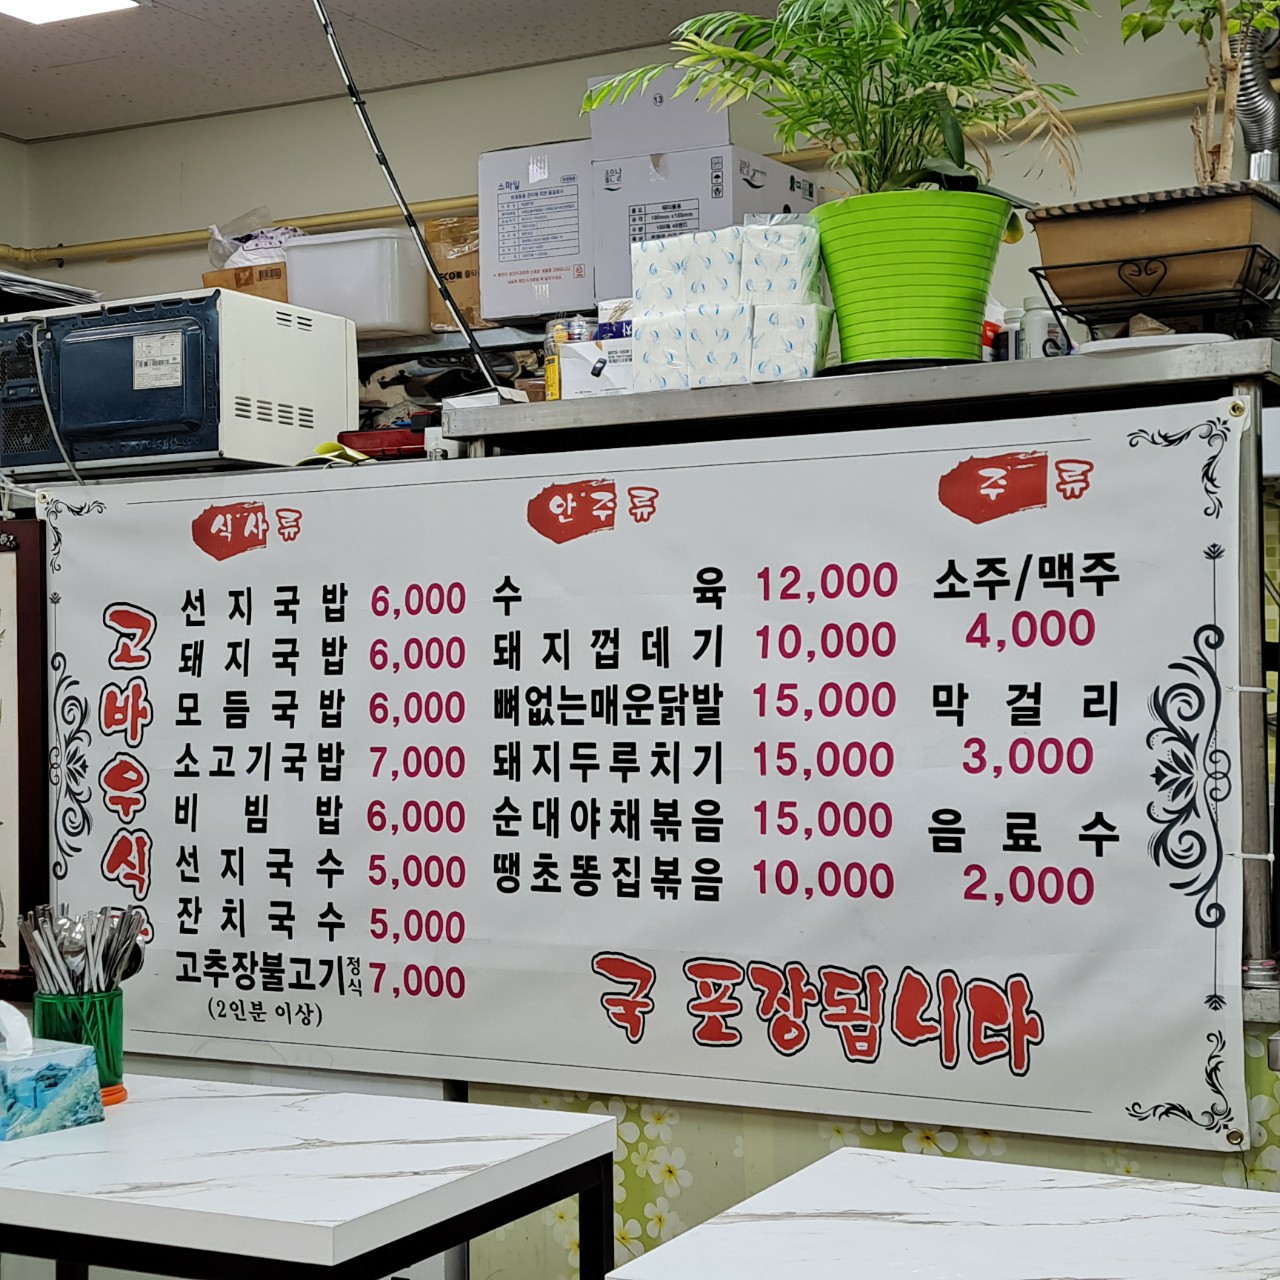 스마일
좋은날
13
식사류
고바우식
선지국밥 6,000
돼지국밥 6,000
모듬국밥 6,000
소고기국밥 7,000
비빔밥 6,000
선지국수 5,000
잔치국수 5,000
고추장불고기정식 7,000
(2인분 이상)
안주류
수육 12,000
돼지껍데기 10,000
뼈없는매운닭발 15,000
돼지두루치기 15,000
순대야채볶음 15,000
땡초똥집볶음 10,000
주류
소주/맥주
4,000
막걸리
3,000
음료수
2,000
국 포장됩니다